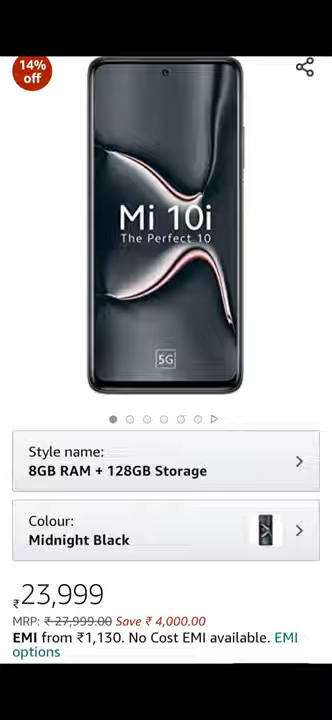 14%
off
Mi 10i
The Perfect 10
5G
Style name:
8GB RAM + 128GB Storage
Colour:
Midnight Black
₹23,999
MRP: ₹ 27,999.00 Save ₹ 4,000.00
EMI from ₹1,130. No Cost EMI available. EMI
options